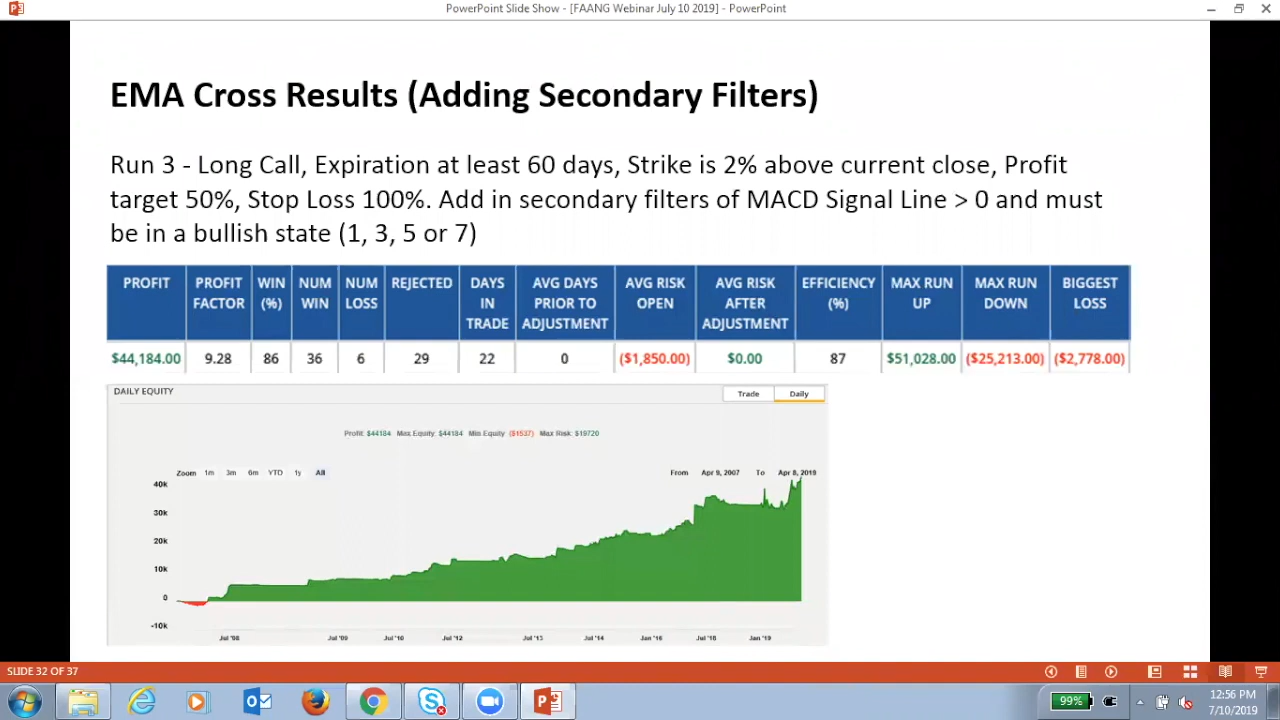 PowerPoint Slide Show - [FAANG Webinar July 10 2019] - PowerPoint
EMA Cross Results (Adding Secondary Filters)
Run 3 - Long Call, Expiration at least 60 days, Strike is 2% above current close, Profit
target 50%, Stop Loss 100%. Add in secondary filters of MACD Signal Line > 0 and must
be in a bullish state (1, 3, 5 or 7)
PROFIT PROFIT FACTOR WIN (%) NUM WIN NUM LOSS REJECTED DAYS IN TRADE AVG DAYS PRIOR TO ADJUSTMENT AVG RISK OPEN AVG RISK AFTER ADJUSTMENT EFFICIENCY (%) MAX RUN UP MAX RUN DOWN BIGGEST LOSS
$44,184.00 9.28 86 36 6 29 22 0 ($1,850.00) $0.00 87 $51,028.00 ($25,213.00) ($2,778.00)
DAILY EQUITY
Trade Daily
Profit: $44184 Max Equity: $44184 Min Equity ($1537) Max Risk: $19720
Zoom 1m 3m 6m YTD 1y All From Apr 9, 2007 To Apr 8, 2019
40k
30k
20k
10k
0
-10k
Jul '08 Jul '09 Jul '10 Jul '12 Jul '13 Jul '14 Jan '16 Jul '18 Jan '19
SLIDE 32 OF 37
99%
12:56 PM
7/10/2019